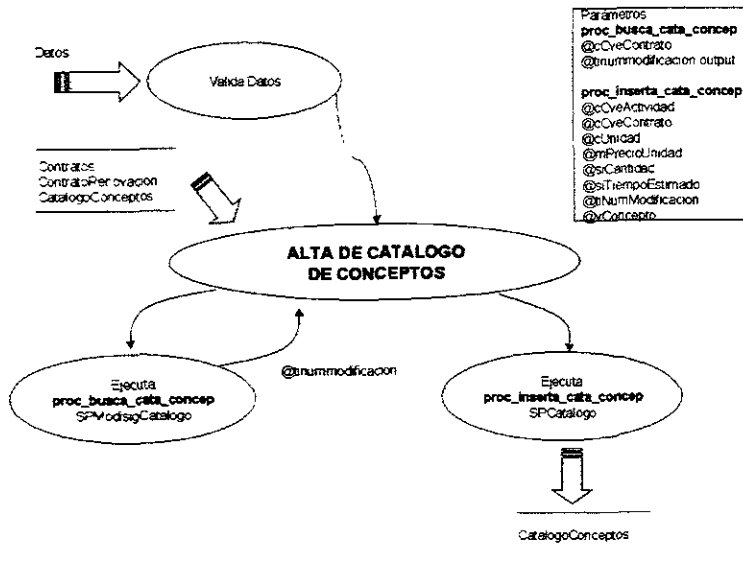 Parámetros
proc_busca_cata_concep
@cCveContrato
@tinummodificacion output
proc_inserta_cata_concep
@cCveActividad
@cCveContrato
@cUnidad
@mPrecioUnidad
@siCantidad
@siTiempoEstimado
@tiNumModificacion
@vConcepto
Datos
Valida Datos
Contratos
ContratoRenovacion
CatalogoConceptos
ALTA DE CATALOGO
DE CONCEPTOS
@tinummodificacion
Ejecuta
proc_busca_cata_concep
SPModisigCatalogo
Ejecuta
proc_inserta_cata_concep
SPCatalogo
CatalogoConceptos